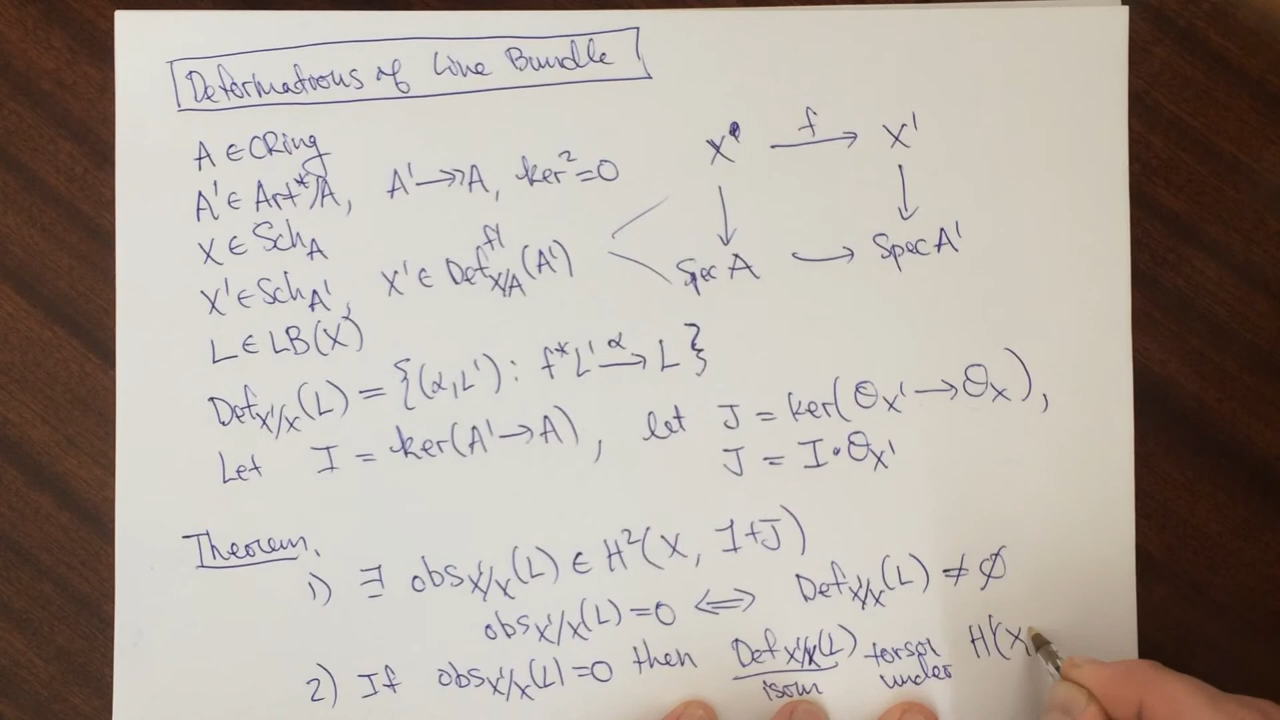 Deformations of Line Bundle
A ∈ CRing
A' ∈ Art*/A, A' ↠ A, ker²=0
X ∈ Sch_A
X' ∈ Sch_A', X' ∈ Def^fl_X/A (A')
L ∈ LB(X)
X f → X'
Spec A → Spec A'
Def_X'/X (L) = {(α, L') : f*L' α→ L}
Let I = ker(A' → A), let J = ker(O_X' → O_X),
J = I·O_X'
Theorem.
1) ∃ obs_X'/X (L) ∈ H²(X, 1+J)
obs_X'/X (L) = 0 ⟺ Def_X'/X (L) ≠ ∅
2) If obs_X'/X (L) = 0 then Def_X'/X (L) torsor H'(X
isom under